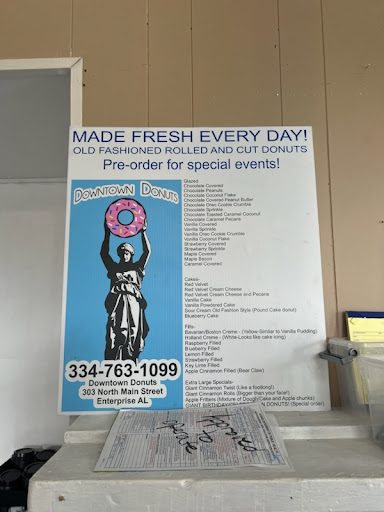 MADE FRESH EVERY DAY!
OLD FASHIONED ROLLED AND CUT DONUTS
Pre-order for special events!
DOWNTOWN DONUTS
334-763-1099
Downtown Donuts
303 North Main Street
Enterprise AL
Glazed
Chocolate Covered
Chocolate Peanuts
Chocolate Coconut Flake
Chocolate Covered Peanut Butter
Chocolate Oreo Cookie Crumble
Chocolate Sprinkle
Chocolate Toasted Caramel Coconut
Chocolate Caramel Pecans
Vanilla Covered
Vanilla Sprinkle
Vanilla Oreo Cookie Crumble
Vanilla Coconut Flake
Strawberry Covered
Strawberry Sprinkle
Maple Covered
Maple Bacon
Caramel Covered
Cakes-
Red Velvet
Red Velvet Cream Cheese
Red Velvet Cream Cheese and Pecans
Vanilla Cake
Vanilla Powdered Cake
Sour Cream Old Fashion Style (Pound Cake donut)
Blueberry Cake
Fills-
Bavarian/Boston Creme - (Yellow-Similar to Vanilla Pudding)
Holland Creme - (White-Looks like cake icing)
Raspberry Filled
Blueberry Filled
Lemon Filled
Strawberry Filled
Key Lime Filled
Apple Cinnamon Filled (Bear Claw)
Extra Large Specials-
Giant Cinnamon Twist (Like a footlong!)
Giant Cinnamon Rolls (Bigger than your face!)
Apple Fritters (Mixture of Dough/Cake and Apple chunks)
GIANT BIRTHDAY DONUTS! (Special order)